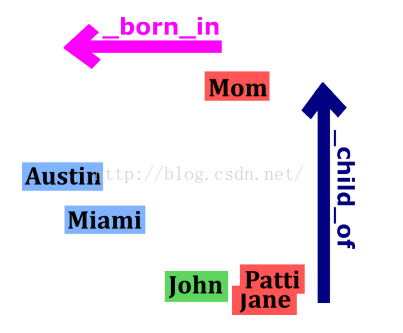 _born_in
Mom
_child_of
Austin
http://blog.csdn.net/
Miami
John
Patti
Jane